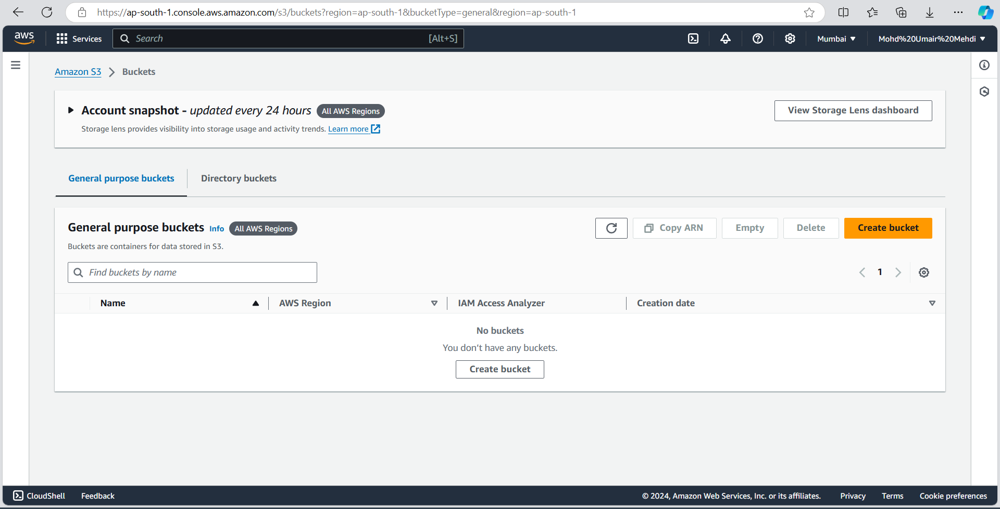 https://ap-south-1.console.aws.amazon.com/s3/buckets?region=ap-south-1&bucketType=general&region=ap-south-1
aws Services Search [Alt+S] Mumbai Mohd%20Umair%20Mehdi
Amazon S3 Buckets
Account snapshot - updated every 24 hours All AWS Regions View Storage Lens dashboard
Storage lens provides visibility into storage usage and activity trends. Learn more
General purpose buckets Directory buckets
General purpose buckets Info All AWS Regions Copy ARN Empty Delete Create bucket
Buckets are containers for data stored in S3.
Find buckets by name 1
Name AWS Region IAM Access Analyzer Creation date
No buckets
You don’t have any buckets.
Create bucket
CloudShell Feedback © 2024, Amazon Web Services, Inc. or its affiliates. Privacy Terms Cookie preferences